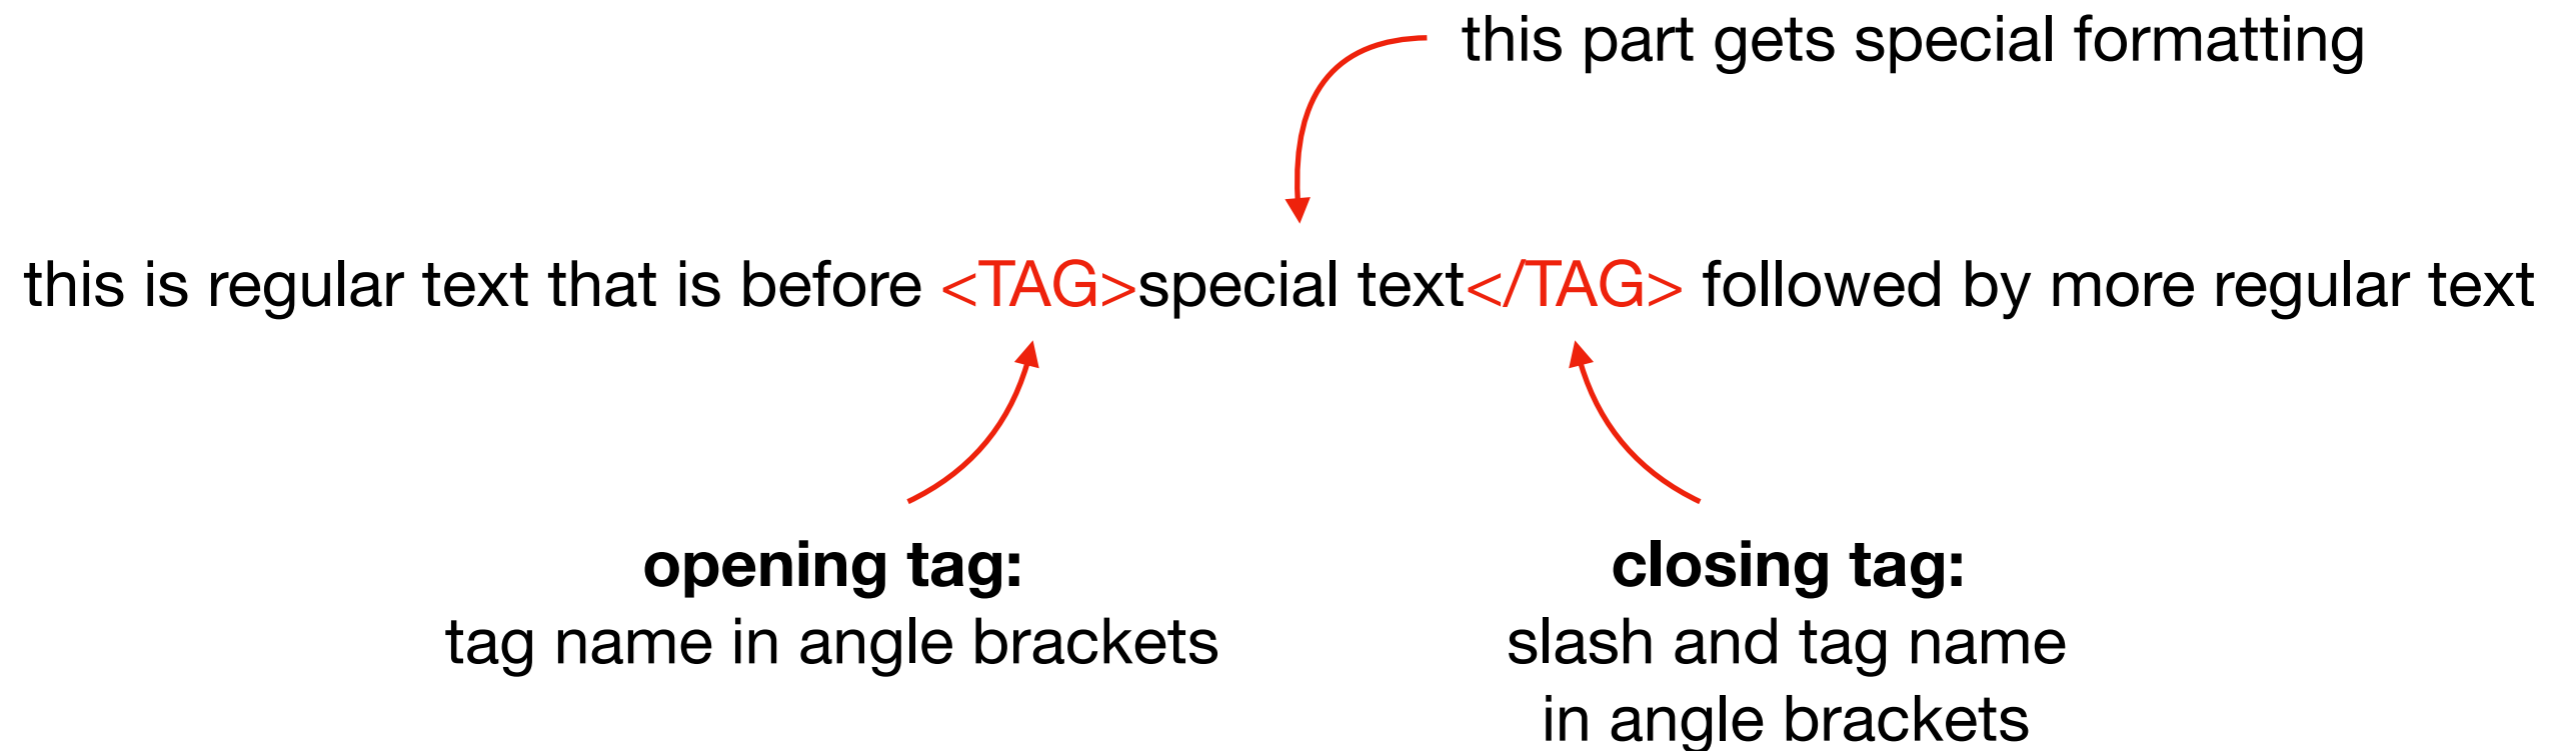 this part gets special formatting
this is regular text that is before <TAG>special text</TAG> followed by more regular text
opening tag:
tag name in angle brackets
closing tag:
slash and tag name
in angle brackets